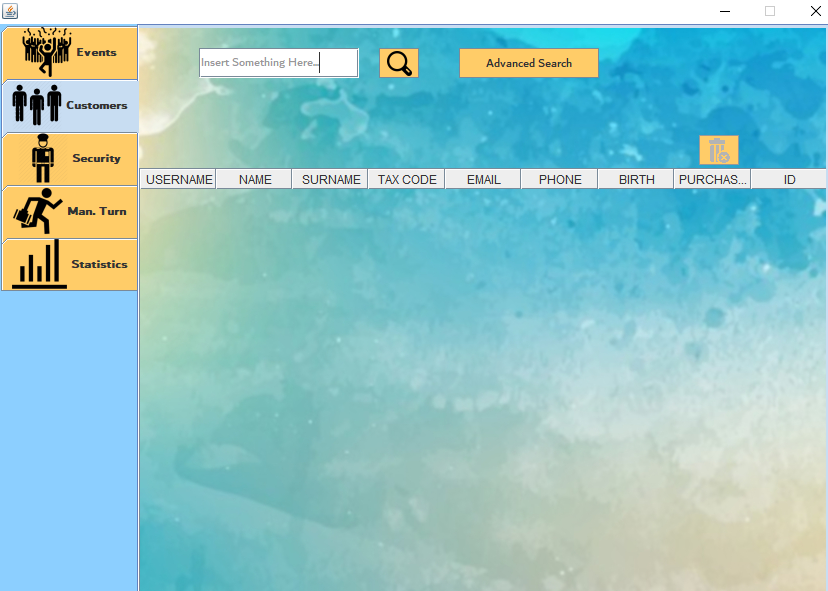 Events
Customers
Security
Man. Turn
Statistics
Insert Something Here...
Advanced Search
USERNAME NAME SURNAME TAX CODE EMAIL PHONE BIRTH PURCHAS... ID